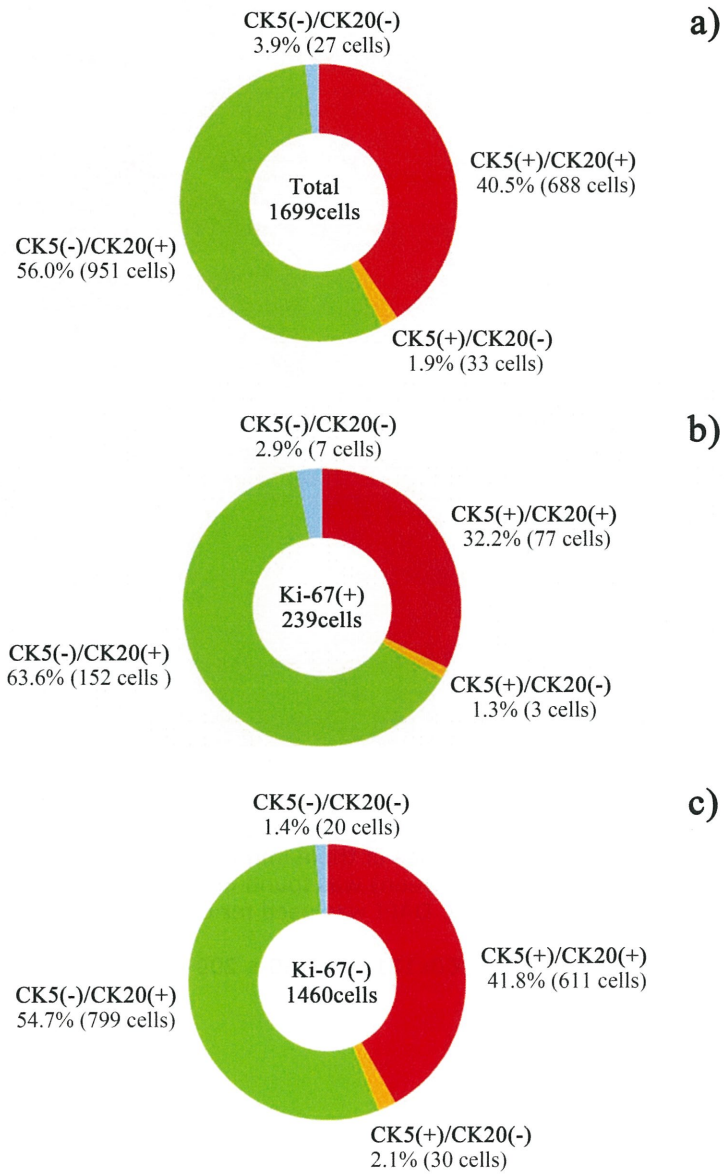 a)
CK5(-)/CK20(-)
3.9% (27 cells)
CK5(+)/CK20(+)
40.5% (688 cells)
Total
1699cells
CK5(-)/CK20(+)
56.0% (951 cells)
CK5(+)/CK20(-)
1.9% (33 cells)
b)
CK5(-)/CK20(-)
2.9% (7 cells)
CK5(+)/CK20(+)
32.2% (77 cells)
Ki-67(+)
239cells
CK5(-)/CK20(+)
63.6% (152 cells )
CK5(+)/CK20(-)
1.3% (3 cells)
c)
CK5(-)/CK20(-)
1.4% (20 cells)
CK5(+)/CK20(+)
41.8% (611 cells)
Ki-67(-)
1460cells
CK5(-)/CK20(+)
54.7% (799 cells)
CK5(+)/CK20(-)
2.1% (30 cells)